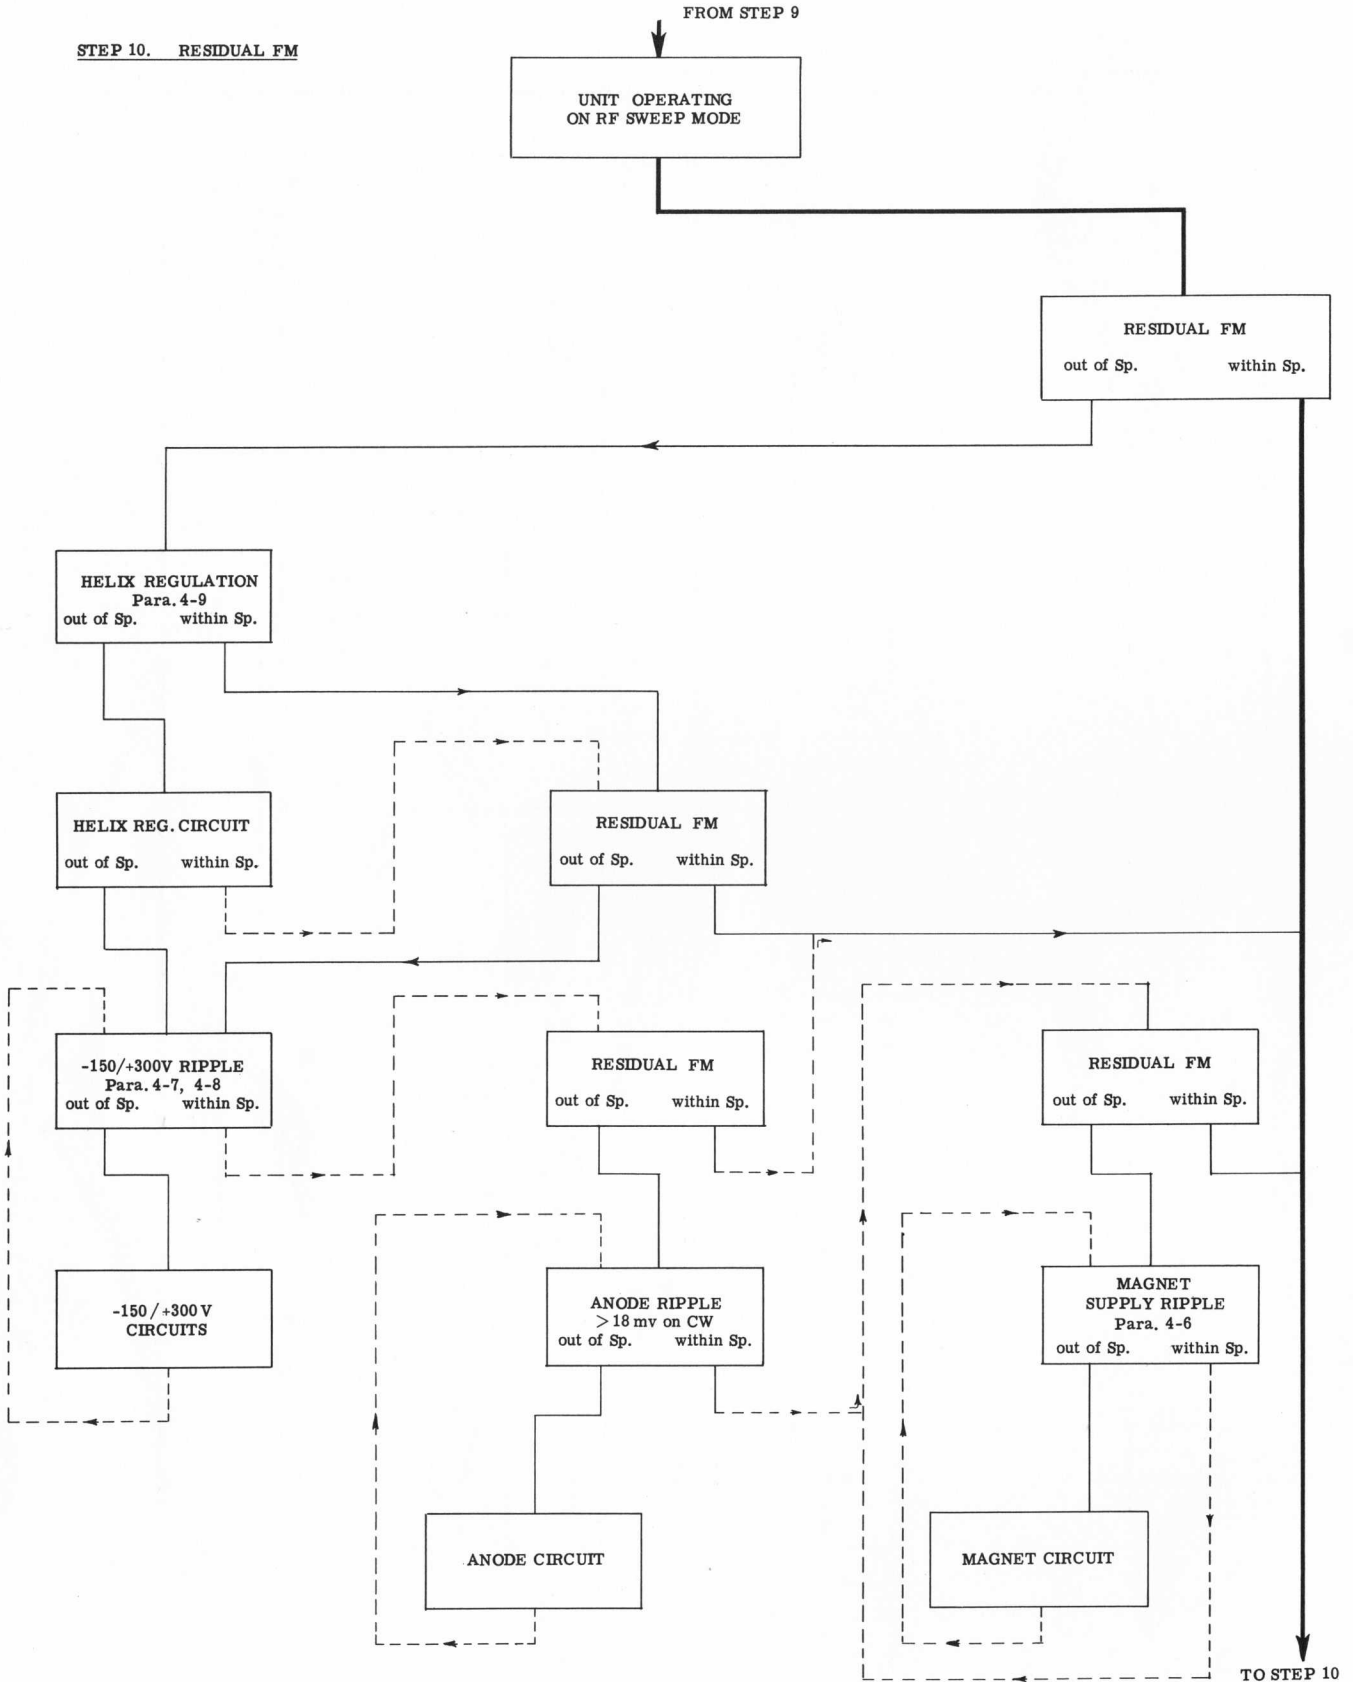 FROM STEP 9
STEP 10. RESIDUAL FM
UNIT OPERATING
ON RF SWEEP MODE
RESIDUAL FM
out of Sp. within Sp.
HELIX REGULATION
Para. 4-9
out of Sp. within Sp.
HELIX REG. CIRCUIT
out of Sp. within Sp.
RESIDUAL FM
out of Sp. within Sp.
-150/+300V RIPPLE
Para. 4-7, 4-8
out of Sp. within Sp.
RESIDUAL FM
out of Sp. within Sp.
RESIDUAL FM
out of Sp. within Sp.
-150/+300 V
CIRCUITS
ANODE RIPPLE
>18 mv on CW
out of Sp. within Sp.
MAGNET
SUPPLY RIPPLE
Para. 4-6
out of Sp. within Sp.
ANODE CIRCUIT
MAGNET CIRCUIT
TO STEP 10